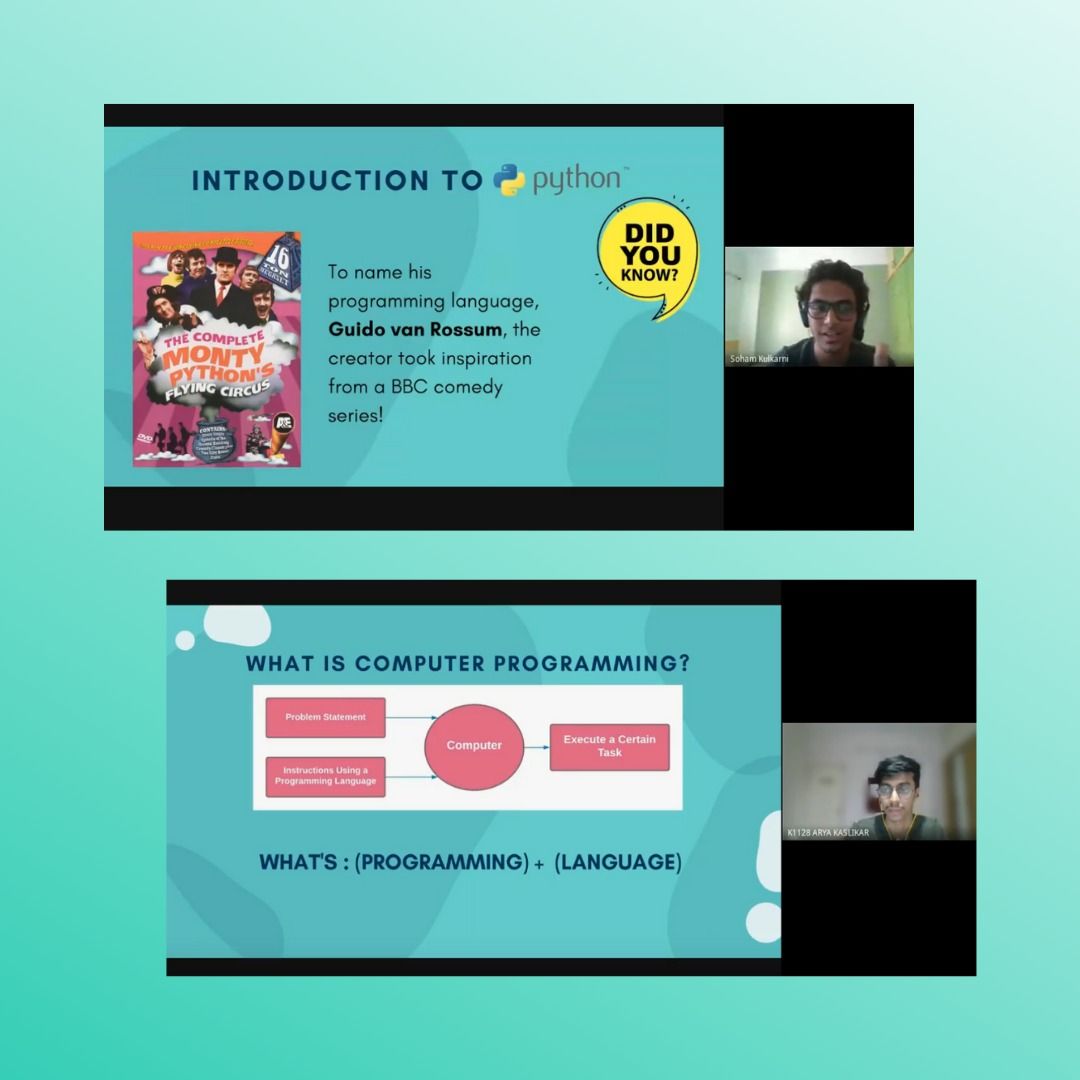 INTRODUCTION TO python™
DID
YOU
KNOW?
16
TON
MEGASET
THE COMPLETE
MONTY
PYTHON'S
FLYING CIRCUS
DVD
CONTAINS
A&E
To name his
programming language,
Guido van Rossum, the
creator took inspiration
from a BBC comedy
series!
Soham Kulkarni
WHAT IS COMPUTER PROGRAMMING?
Problem Statement
Instructions Using a
Programming Language
Computer
Execute a Certain
Task
WHAT'S : (PROGRAMMING) + (LANGUAGE)
K1128 ARYA KASLIKAR